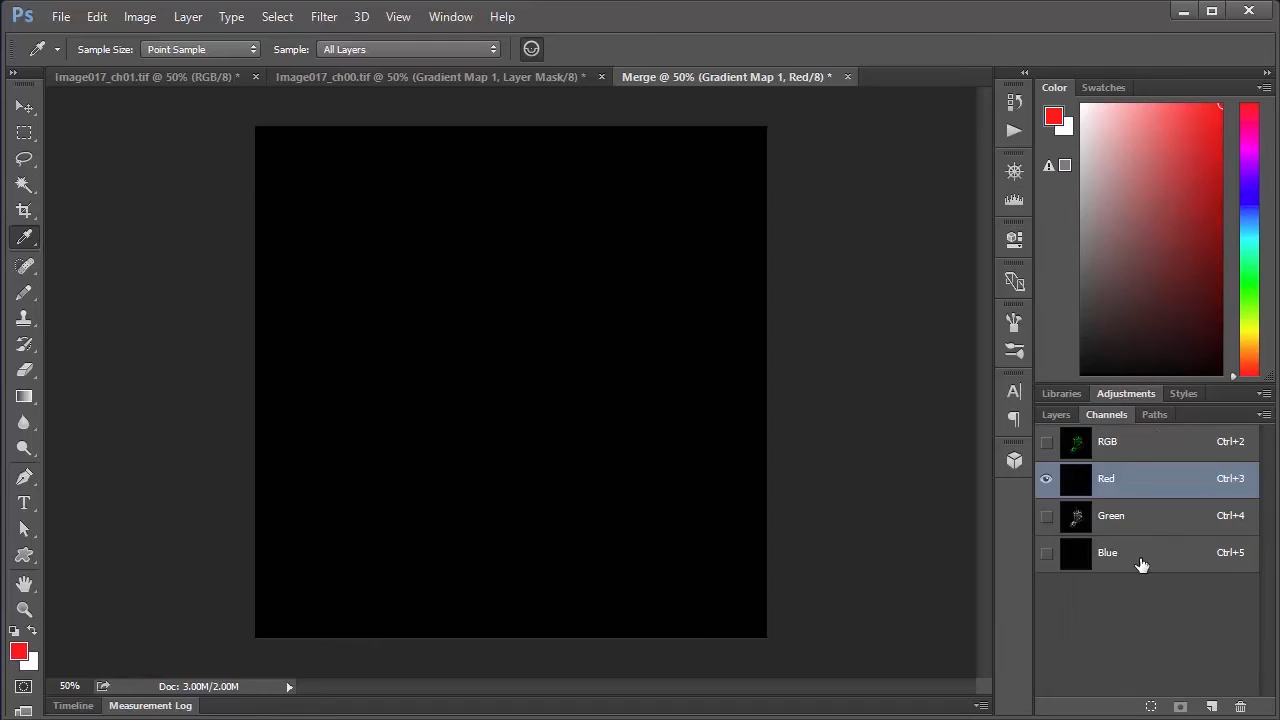 Ps File Edit Image Layer Type Select Filter 3D View Window Help
Sample Size: Point Sample Sample: All Layers
Image017_ch01.tif @ 50% (RGB/8) * × Image017_ch00.tif @ 50% (Gradient Map 1, Layer Mask/8) * × Merge @ 50% (Gradient Map 1, Red/8) * ×
Color Swatches
Libraries Adjustments Styles
Layers Channels Paths
RGB Ctrl+2
Red Ctrl+3
Green Ctrl+4
Blue Ctrl+5
50% Doc: 3.00M/2.00M
Timeline Measurement Log